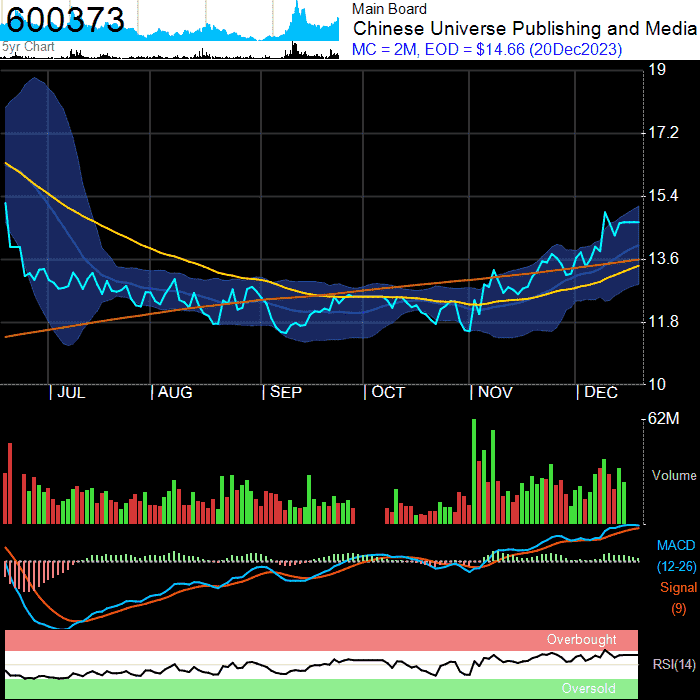 600373
5yr Chart
Main Board
Chinese Universe Publishing and Media
MC = 2M, EOD = $14.66 (20Dec2023)
19
17.2
15.4
13.6
11.8
10
| JUL | AUG | SEP | OCT | NOV | DEC
62M
Volume
MACD
(12-26)
Signal
(9)
Overbought
RSI(14)
Oversold